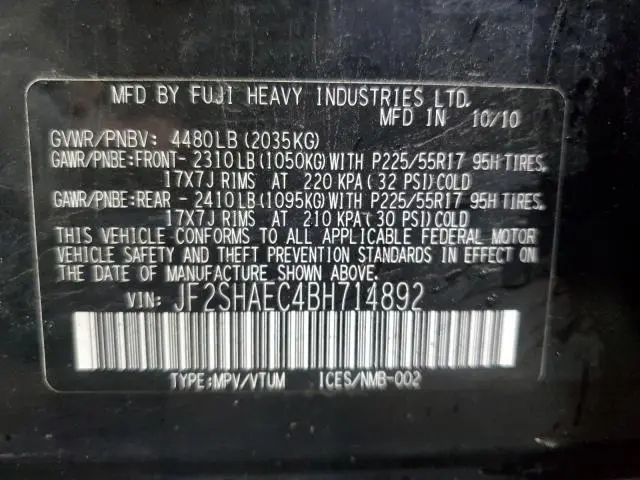 MFD BY FUJI HEAVY INDUSTRIES LTD.
MFD IN 10/10
GVWR/PNBV: 4480LB (2035KG)
GAWR/PNBE:FRONT- 2310LB(1050KG)WITH P225/55R17 95H TIRES,
17X7J RIMS AT 220 KPA (32 PSI)COLD
GAWR/PNBE:REAR - 2410LB(1095KG)WITH P225/55R17 95H TIRES,
17X7J RIMS AT 210 KPA (30 PSI)COLD
THIS VEHICLE CONFORMS TO ALL APPLICABLE FEDERAL MOTOR
VEHICLE SAFETY AND THEFT PREVENTION STANDARDS IN EFFECT
ON THE DATE OF MANUFACTURE SHOWN ABOVE.
VIN: JF2SHAEC4BH714892
TYPE:MPV/VTUM ICES/NMB-002